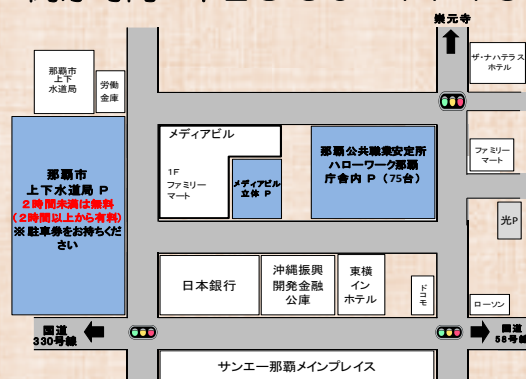 崇元寺
ザ・ナハテラス
ホテル
那覇市
上下
水道局
労働
金庫
メディアビル
1F
ファミリー
マート
メディアビル
立体 P
那覇公共職業安定所
ハローワーク那覇
庁舎内 P (75台)
ファミリー
マート
那覇市
上下水道局 P
2時間未満は無料
(2時間以上から有料)
※駐車券をお持ちくだ
さい
光P
日本銀行
沖縄振興
開発金融
公庫
東横
イン
ホテル
ドコモ
ローソン
国道
330号線
国道
58号線
サンエー那覇メインプレイス